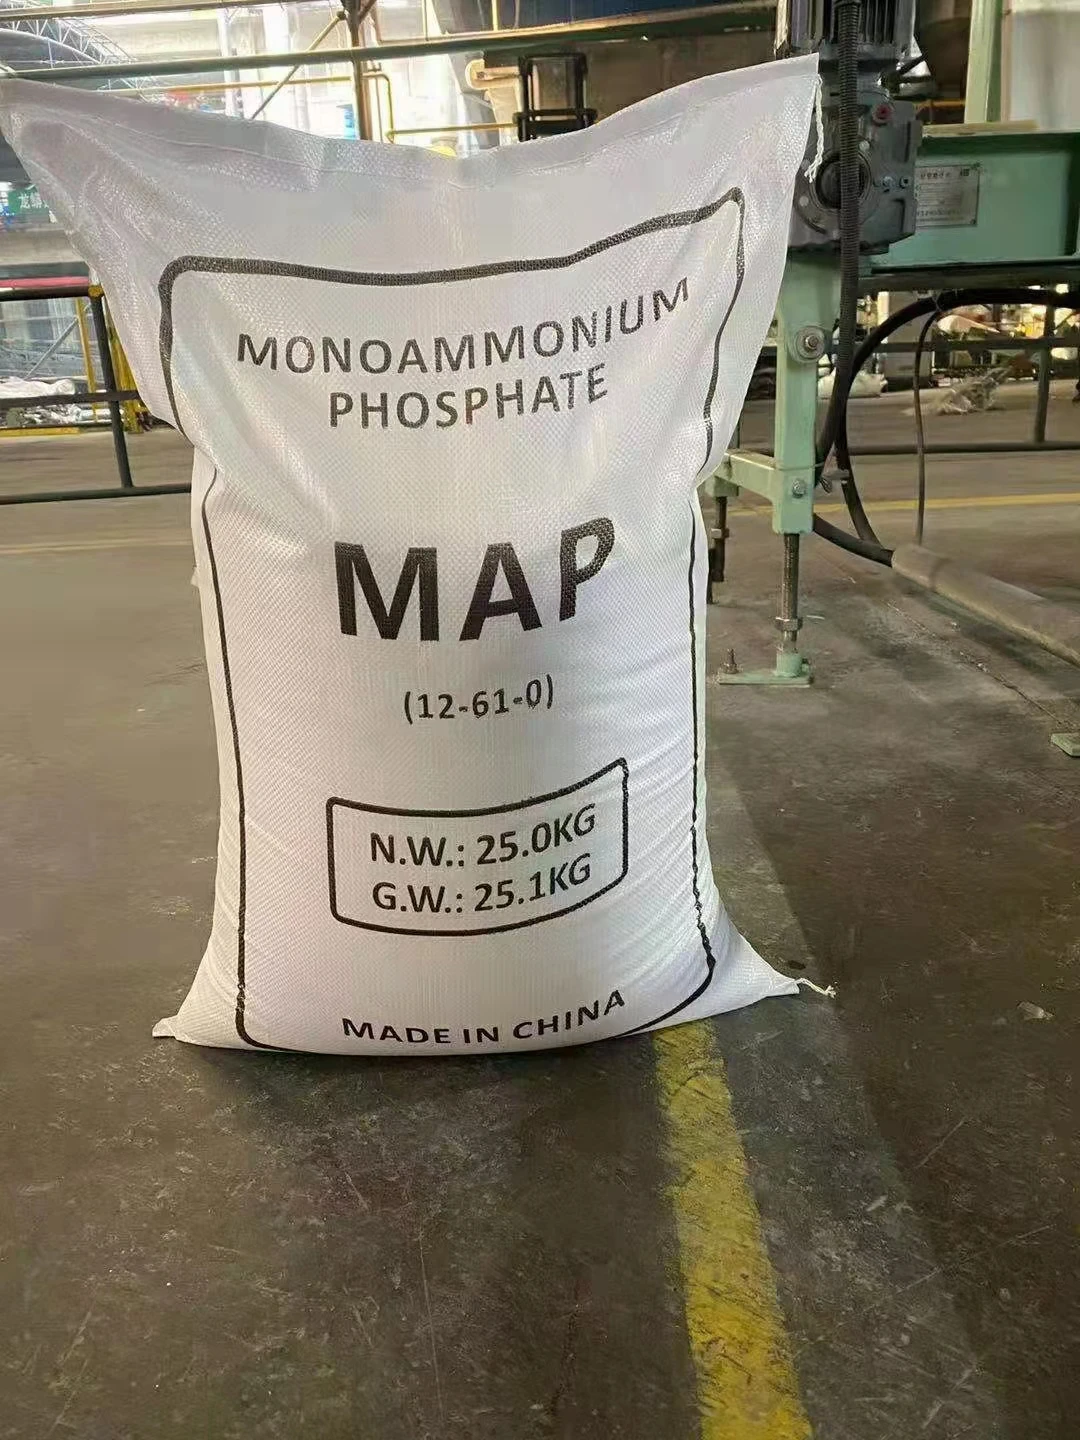 MONOAMMONIUM
PHOSPHATE
MAP
(12-61-0)
N.W.: 25.0KG
G.W.: 25.1KG
MADE IN CHINA